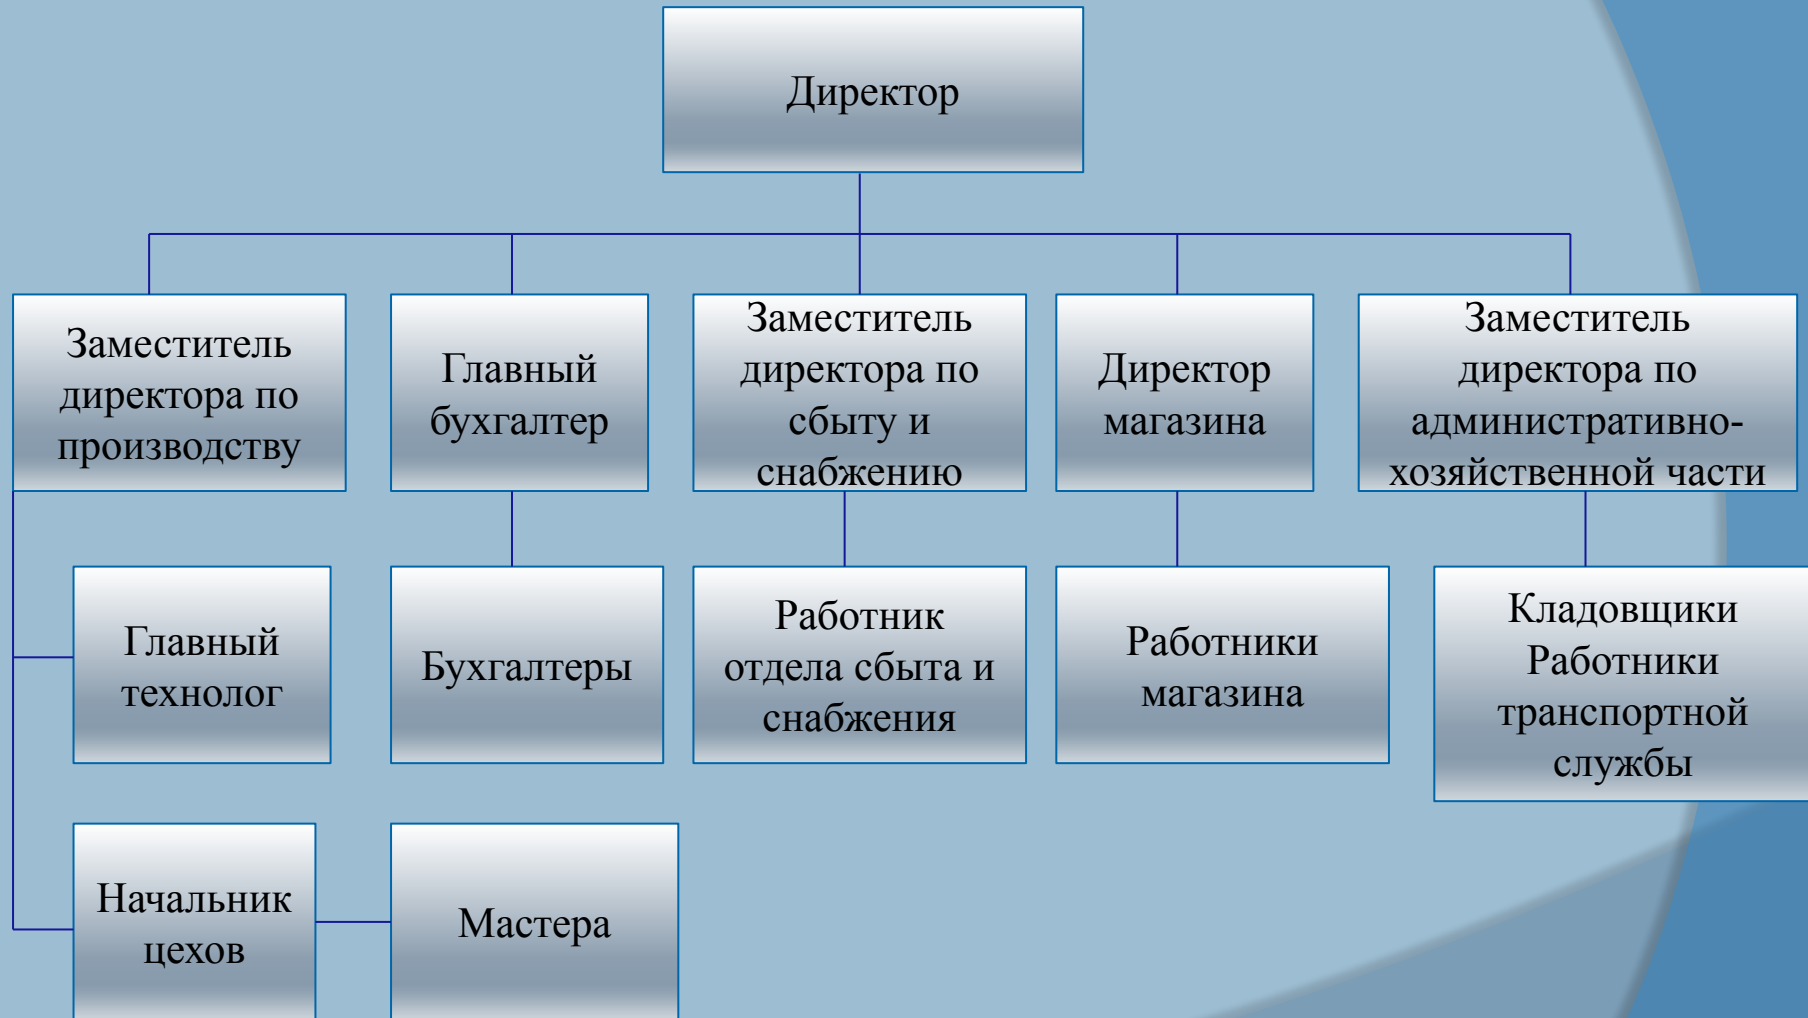 Директор
Заместитель
директора по
производству
Главный
бухгалтер
Заместитель
директора по
сбыту и
снабжению
Директор
магазина
Заместитель
директора по
административно-
хозяйственной части
Главный
технолог
Бухгалтеры
Работник
отдела сбыта и
снабжения
Работники
магазина
Кладовщики
Работники
транспортной
службы
Начальник
цехов
Мастера